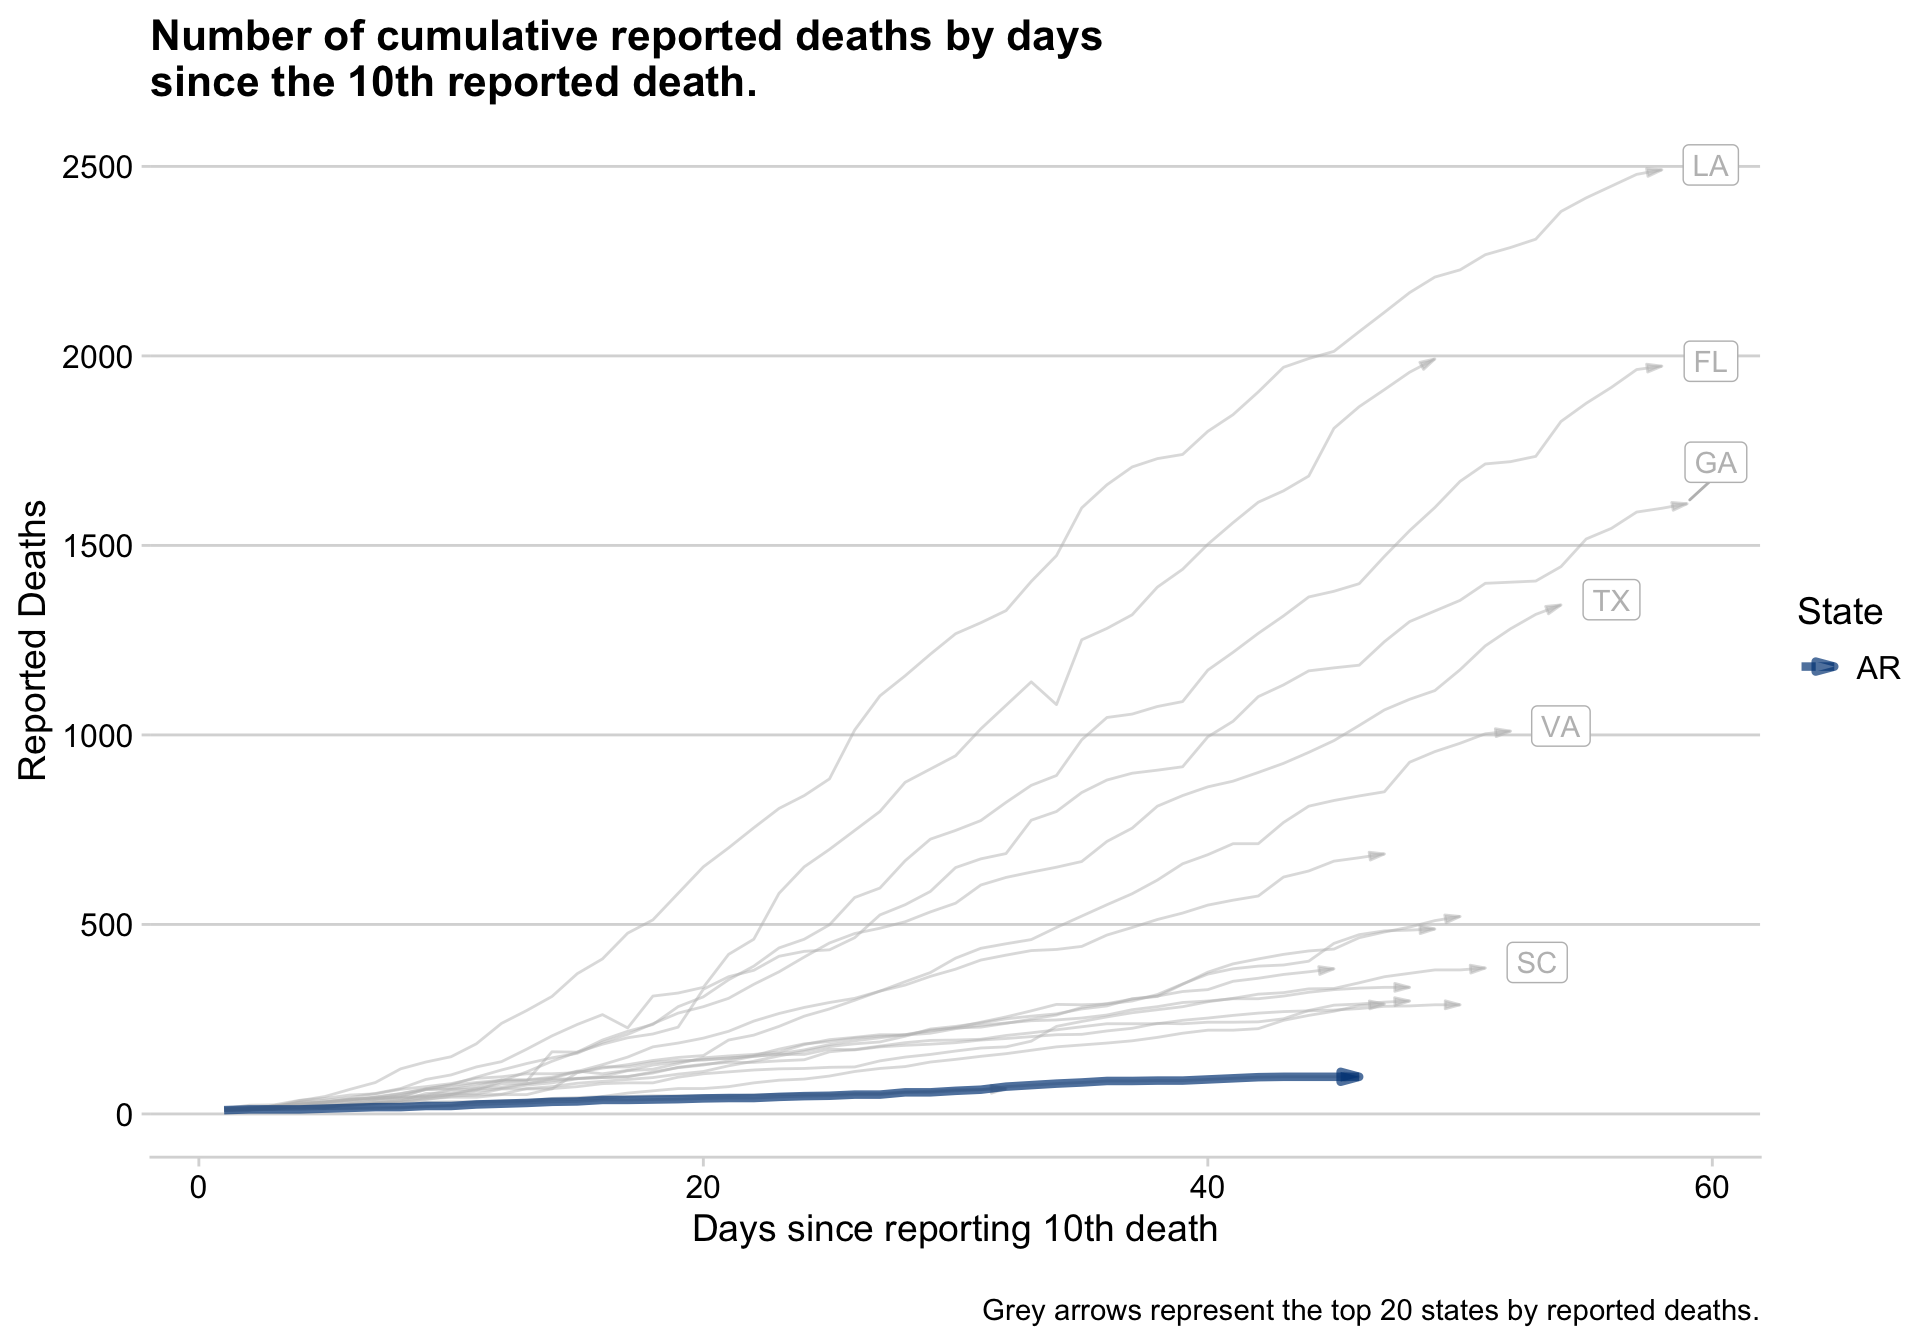 Number of cumulative reported deaths by days
since the 10th reported death.
2500
2000
1500
1000
500
0
Reported Deaths
LA
FL
GA
TX
VA
SC
State
AR
0 20 40 60
Days since reporting 10th death
Grey arrows represent the top 20 states by reported deaths.